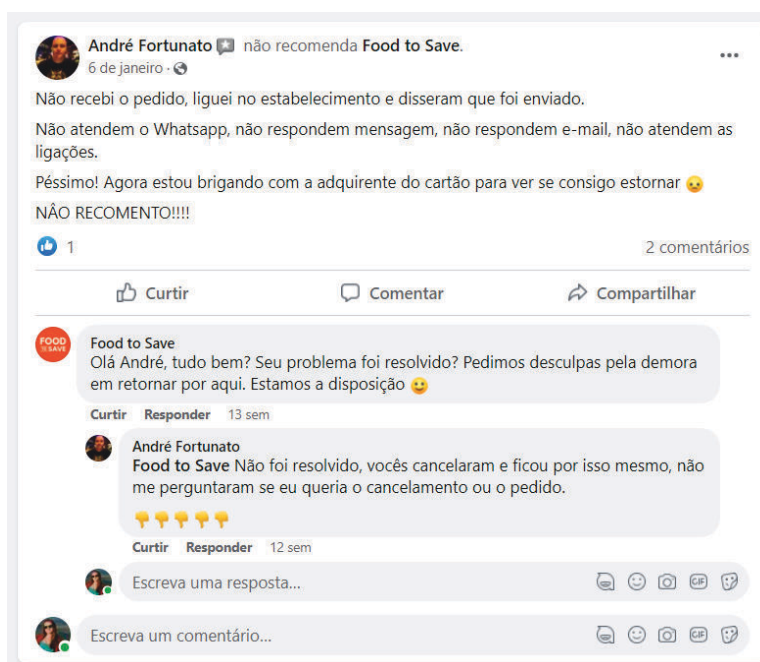 André Fortunato não recomenda Food to Save.
6 de janeiro ·
Não recebi o pedido, liguei no estabelecimento e disseram que foi enviado.
Não atendem o Whatsapp, não respondem mensagem, não respondem e-mail, não atendem as
ligações.
Péssimo! Agora estou brigando com a adquirente do cartão para ver se consigo estornar 😣
NÂO RECOMENTO!!!!
1
2 comentários
Curtir Comentar Compartilhar
FOOD
TO SAVE
Food to Save
Olá André, tudo bem? Seu problema foi resolvido? Pedimos desculpas pela demora
em retornar por aqui. Estamos a disposição 😃
Curtir Responder 13 sem
André Fortunato
Food to Save Não foi resolvido, vocês cancelaram e ficou por isso mesmo, não
me perguntaram se eu queria o cancelamento ou o pedido.
👎👎👎👎👎
Curtir Responder 12 sem
Escreva uma resposta...
GIF
Escreva um comentário...
GIF